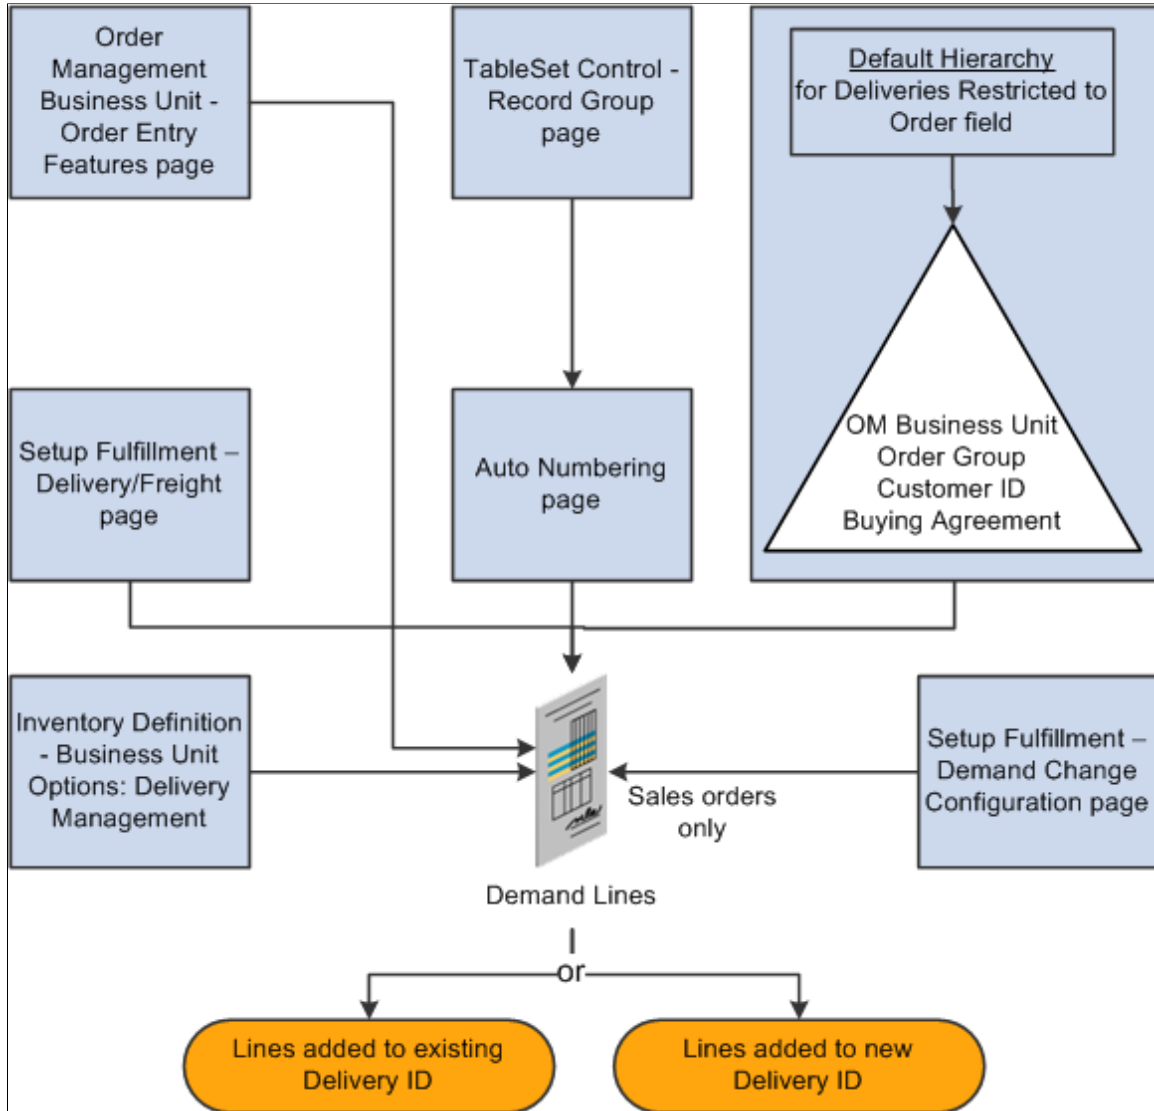 Order
Management
Business Unit -
Order Entry
Features page
TableSet Control -
Record Group
page
Default Hierarchy
for Deliveries Restricted to
Order field
Setup Fulfillment –
Delivery/Freight
page
Auto Numbering
page
OM Business Unit
Order Group
Customer ID
Buying Agreement
Inventory Definition
- Business Unit
Options: Delivery
Management
Sales orders
only
Setup Fulfillment –
Demand Change
Configuration page
Demand Lines
or
Lines added to existing
Delivery ID
Lines added to new
Delivery ID